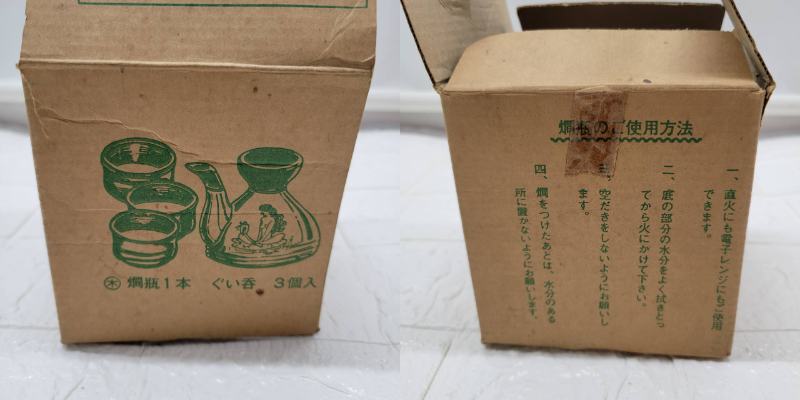 ㋭ 燗瓶1本 ぐい呑 3個入
燗瓶のご使用方法
一、直火にも電子レンジにもご使用
できます。
二、底の部分の水分をよく拭きとっ
てから火にかけて下さい。
三、空だきをしないようにお願いし
ます。
四、燗をつけたあとは、水分のある
所に置かないようにお願いします。